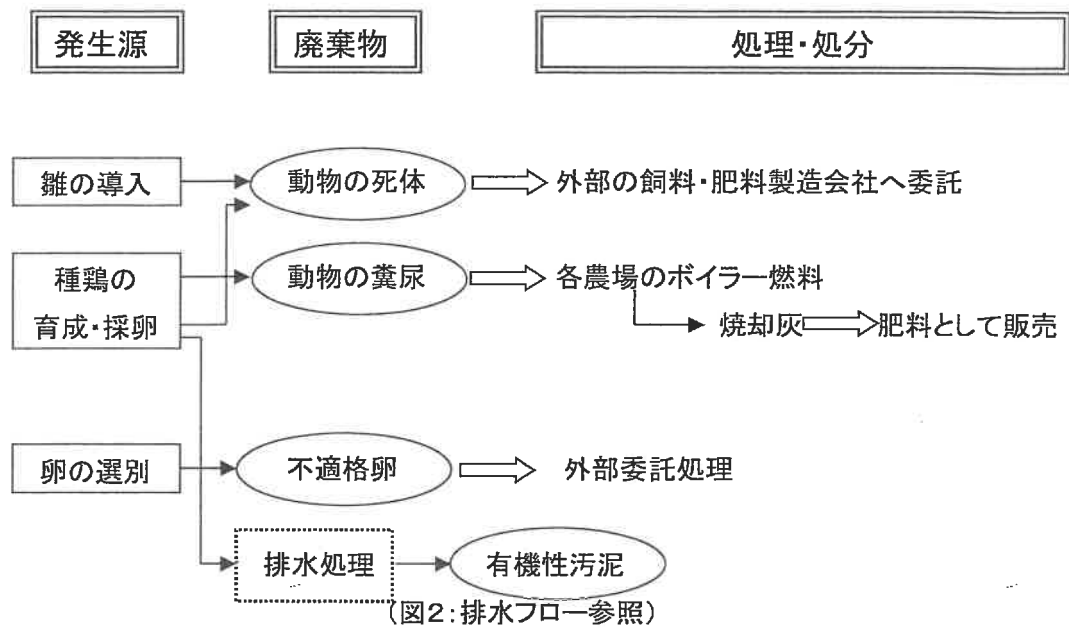 発生源 廃棄物 処理・処分
雛の導入 動物の死体 外部の飼料・肥料製造会社へ委託
種鶏の
育成・採卵
動物の糞尿 各農場のボイラー燃料
焼却灰 肥料として販売
卵の選別 不適格卵 外部委託処理
排水処理 有機性汚泥
(図2:排水フロー参照)